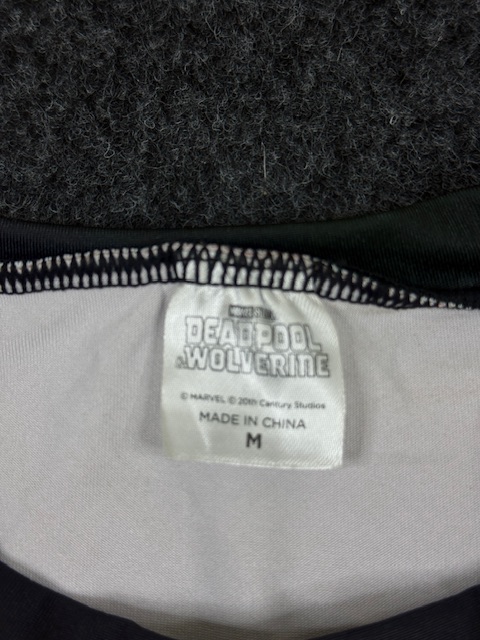 DEADPOOL
& WOLVERINE
© MARVEL © 20th Century Studios
MADE IN CHINA
M